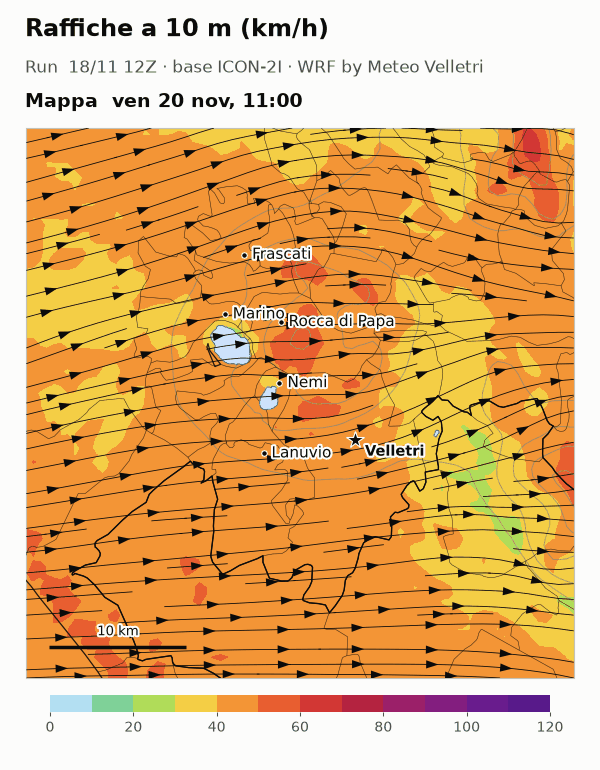 Raffiche a 10 m (km/h)
Run  18/11 12Z · base ICON-2I · WRF by Meteo Velletri
Mappa  ven 20 nov, 11:00
Frascati
Marino
Rocca di Papa
Nemi
Lanuvio
Velletri
10 km
0 20 40 60 80 100 120